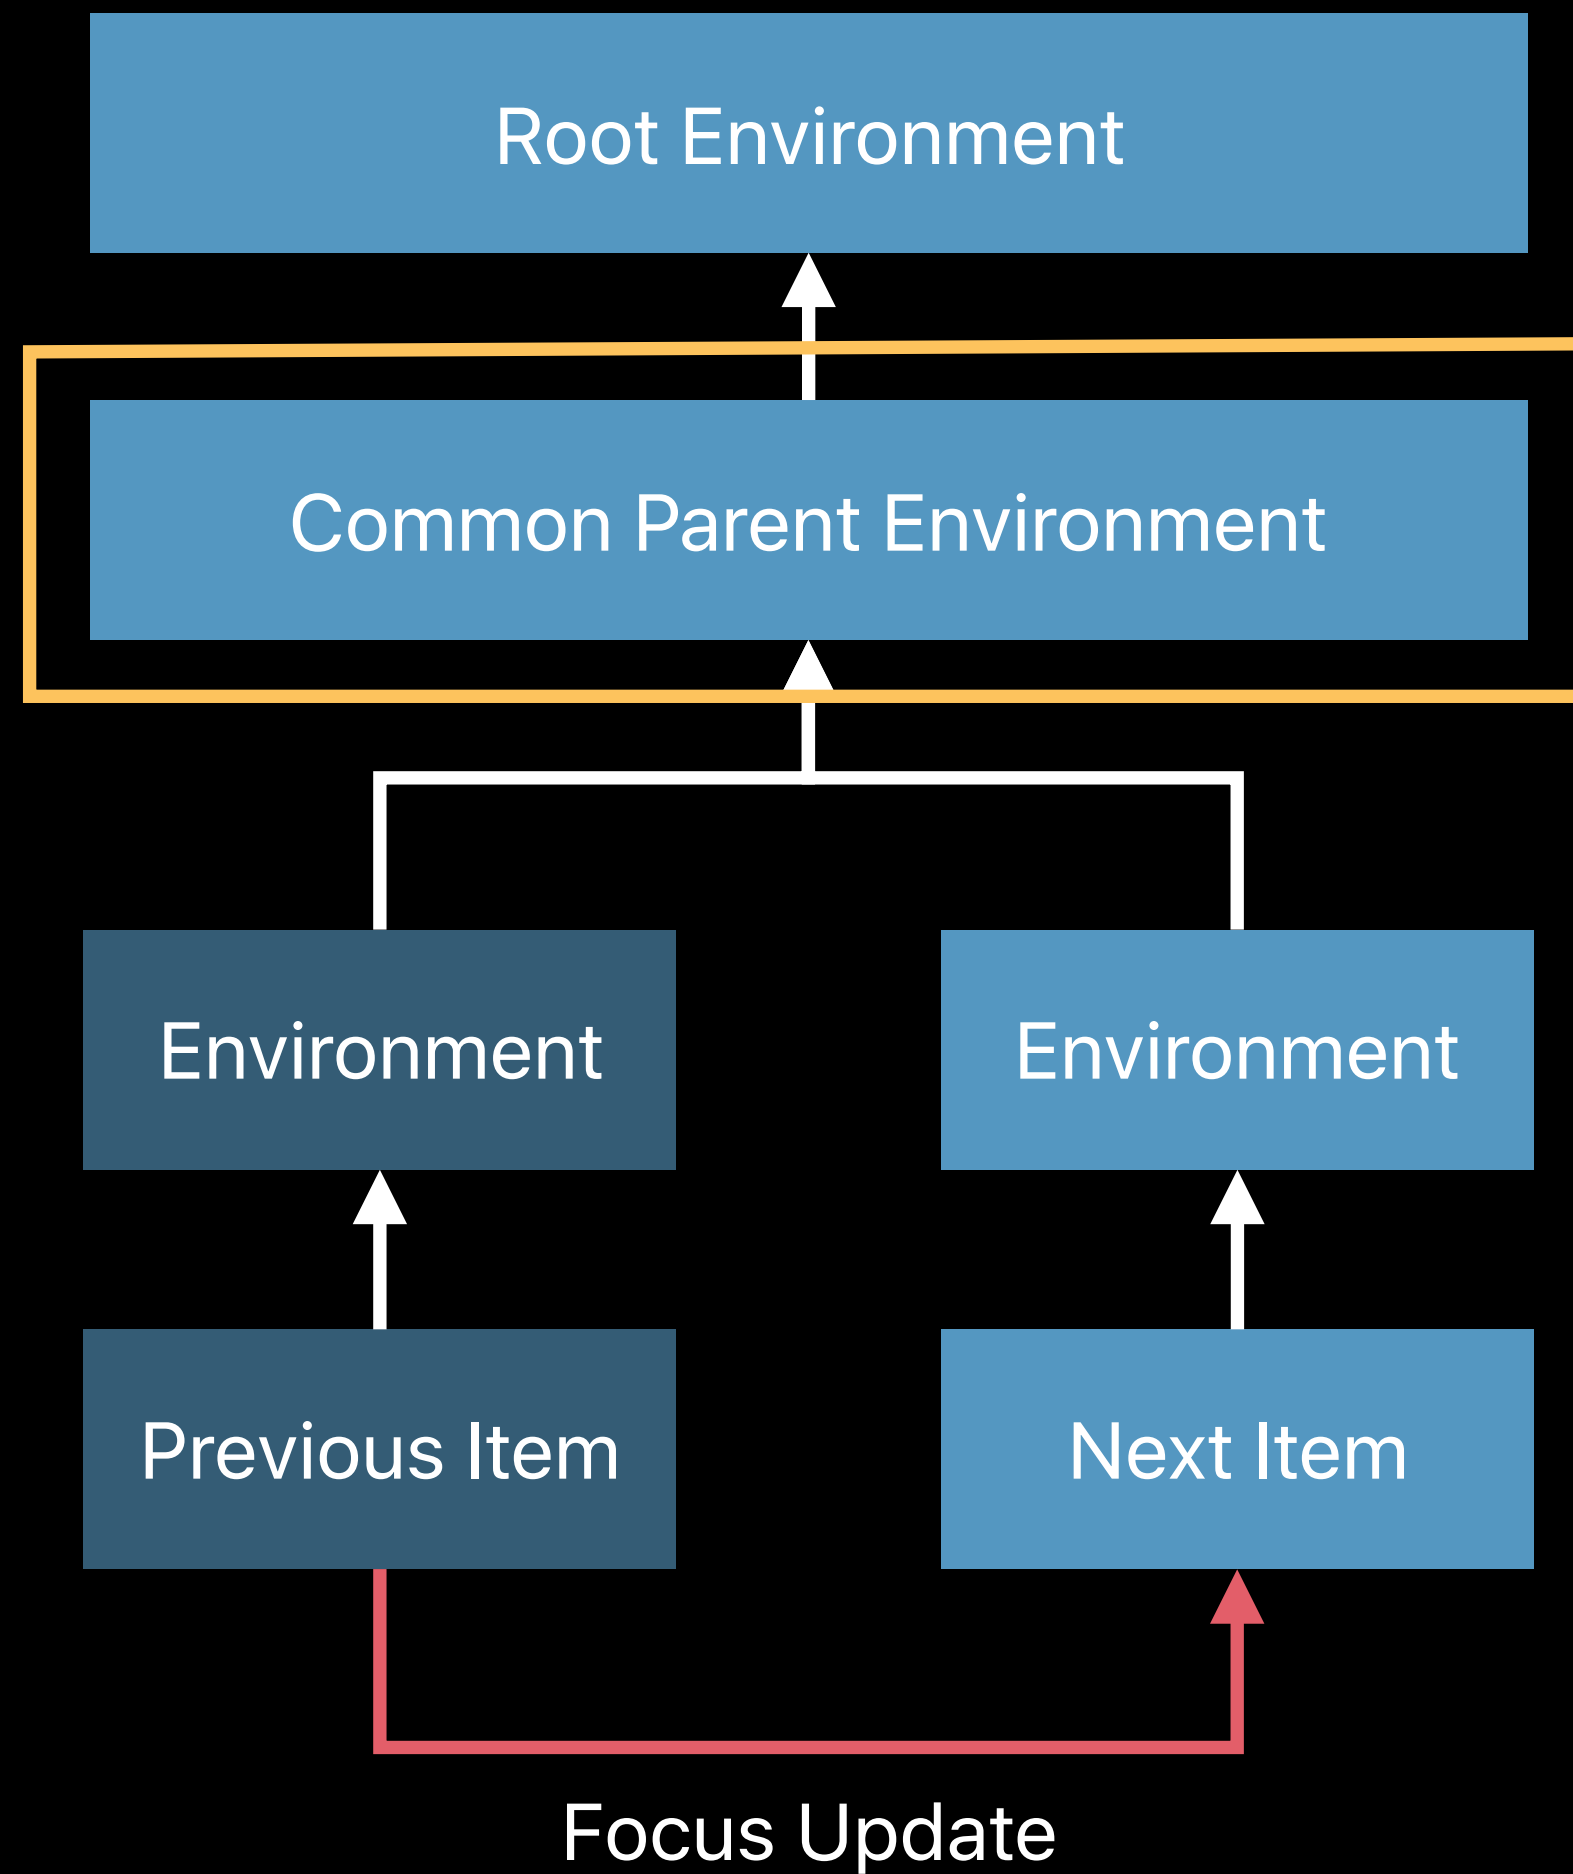 Root Environment
Common Parent Environment
Environment
Environment
Previous Item
Next Item
Focus Update